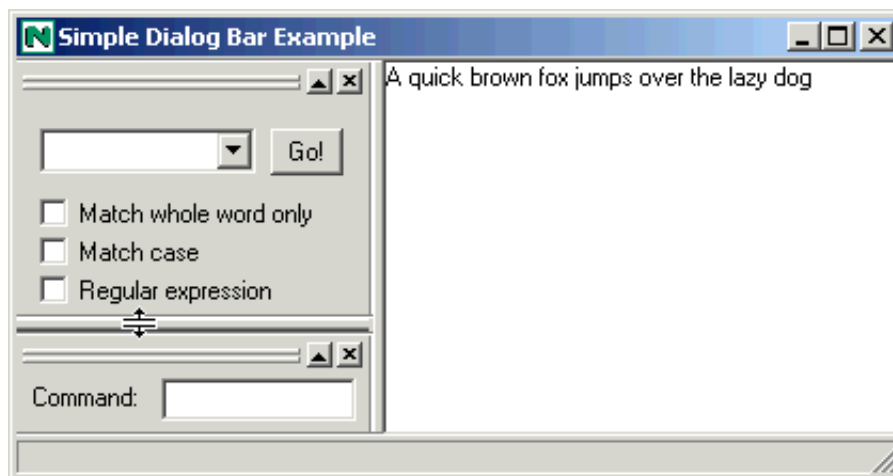 Simple Dialog Bar Example
A quick brown fox jumps over the lazy dog
Go!
Match whole word only
Match case
Regular expression
Command: